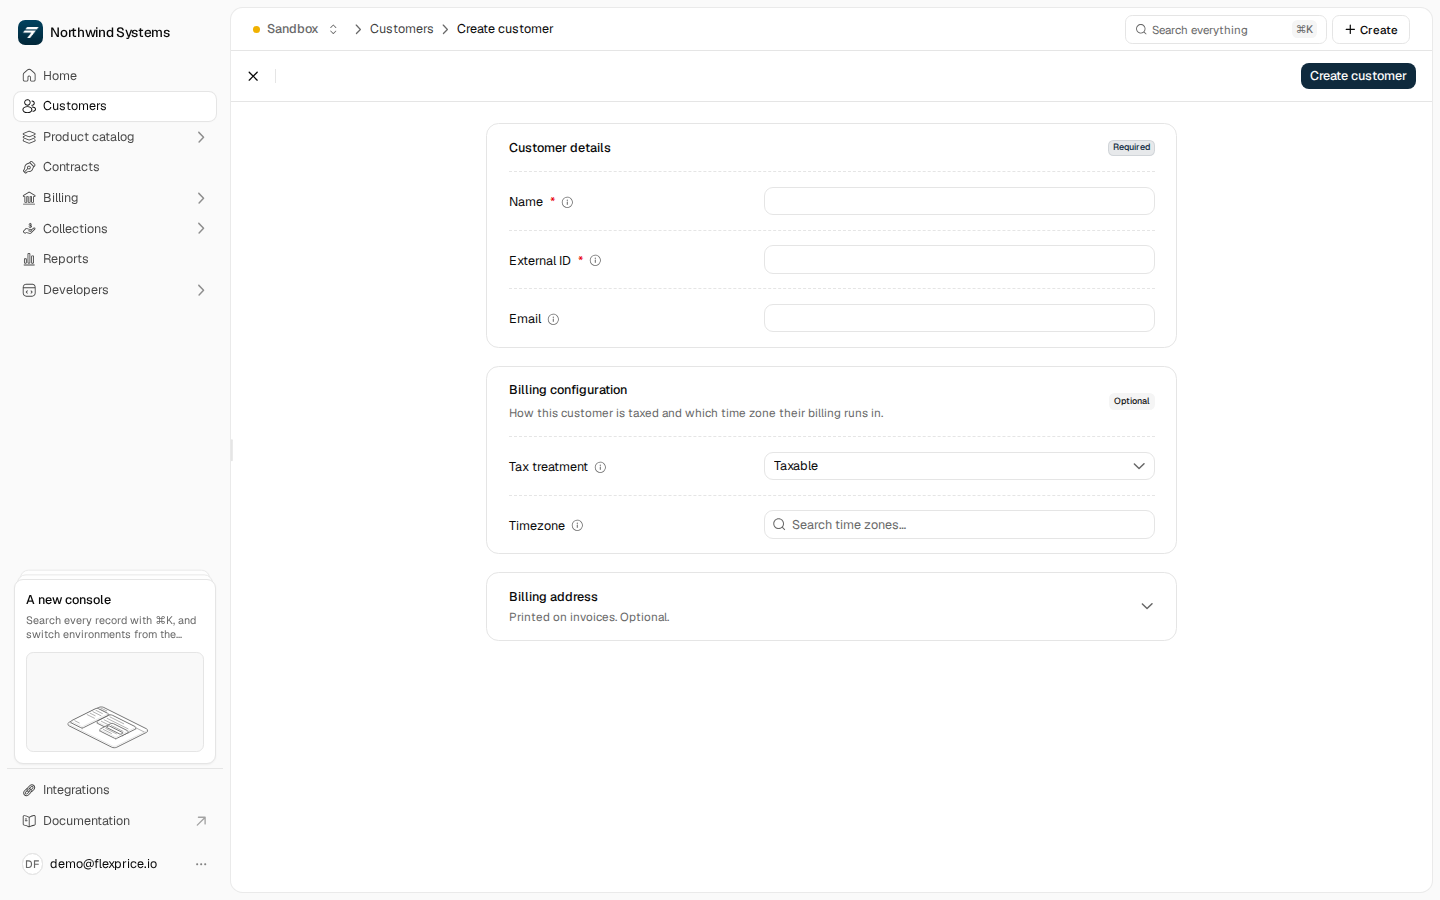 Northwind Systems
Home
Customers
Product catalog
Contracts
Billing
Collections
Reports
Developers
A new console
Search every record with ⌘K, and
switch environments from the...
Integrations
Documentation
DF demo@flexprice.io
Sandbox Customers Create customer
Search everything ⌘K
Create
Create customer
Customer details Required
Name *
External ID *
Email
Billing configuration
How this customer is taxed and which time zone their billing runs in.
Optional
Tax treatment Taxable
Timezone Search time zones...
Billing address
Printed on invoices. Optional.